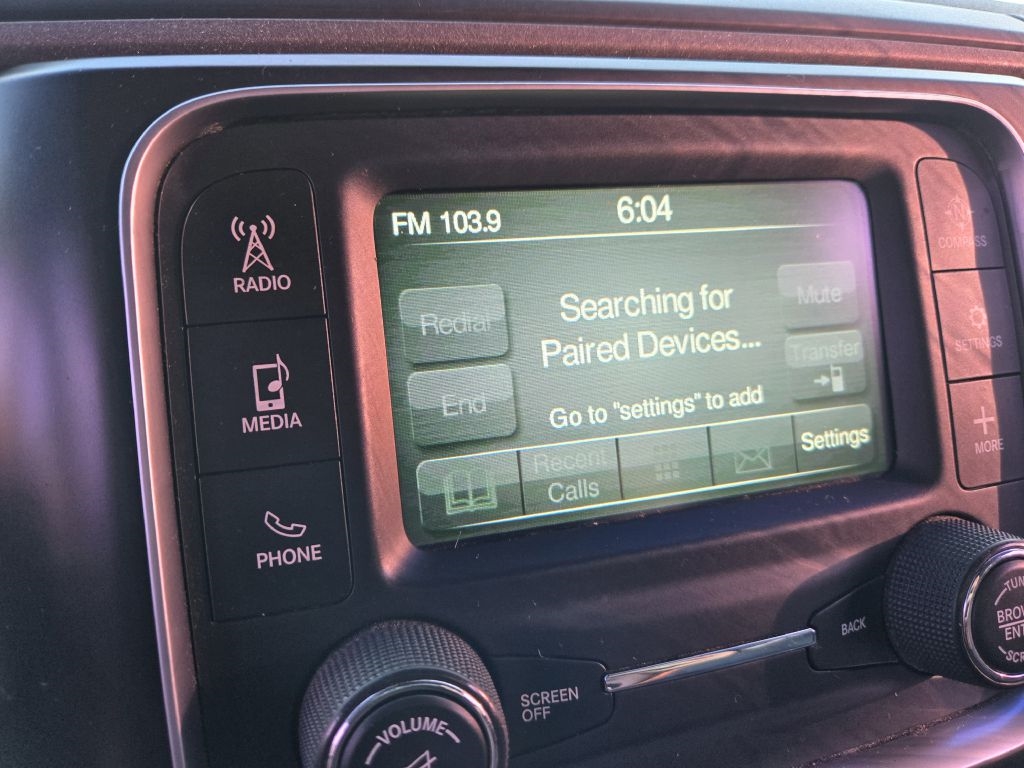 FM 103.9
6:04
RADIO
MEDIA
PHONE
Redial
End
Searching for
Paired Devices...
Go to "settings" to add
Mute
Transfer
Recent
Calls
Settings
N
COMPASS
SETTINGS
MORE
VOLUME
SCREEN
OFF
BACK